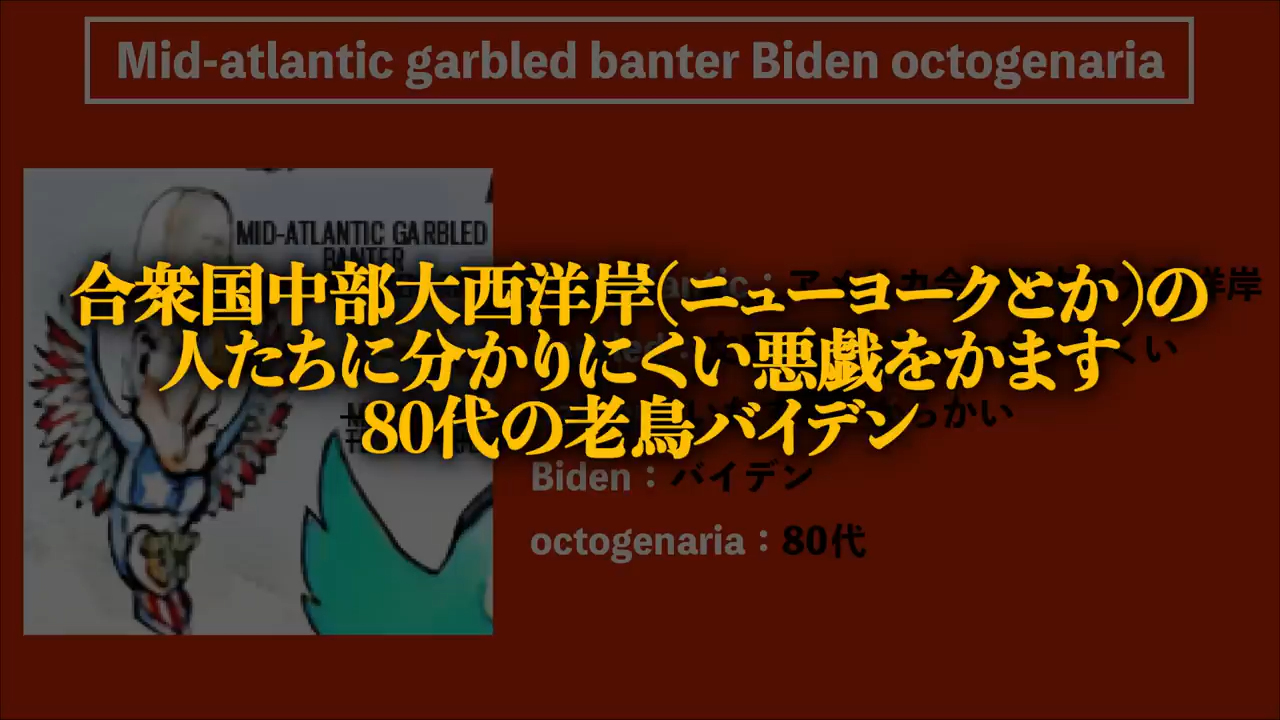 Mid-atlantic garbled banter Biden octogenaria
MID-ATLANTIC GARBLED
BANTER
合衆国中部大西洋岸(ニューヨークとか)の
人たちに分かりにくい悪戯をかます
80代の老鳥バイデン
Biden：バイデン
octogenaria：80代